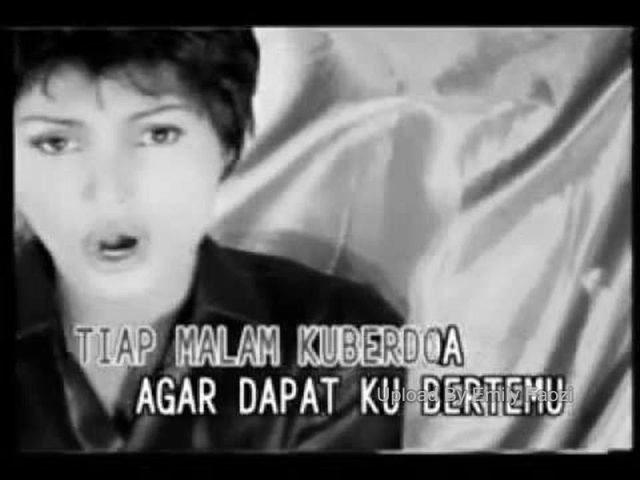 TIAP MALAM KUBERDOA
AGAR DAPAT KU BERTEMU
Upload By Emily Faozi